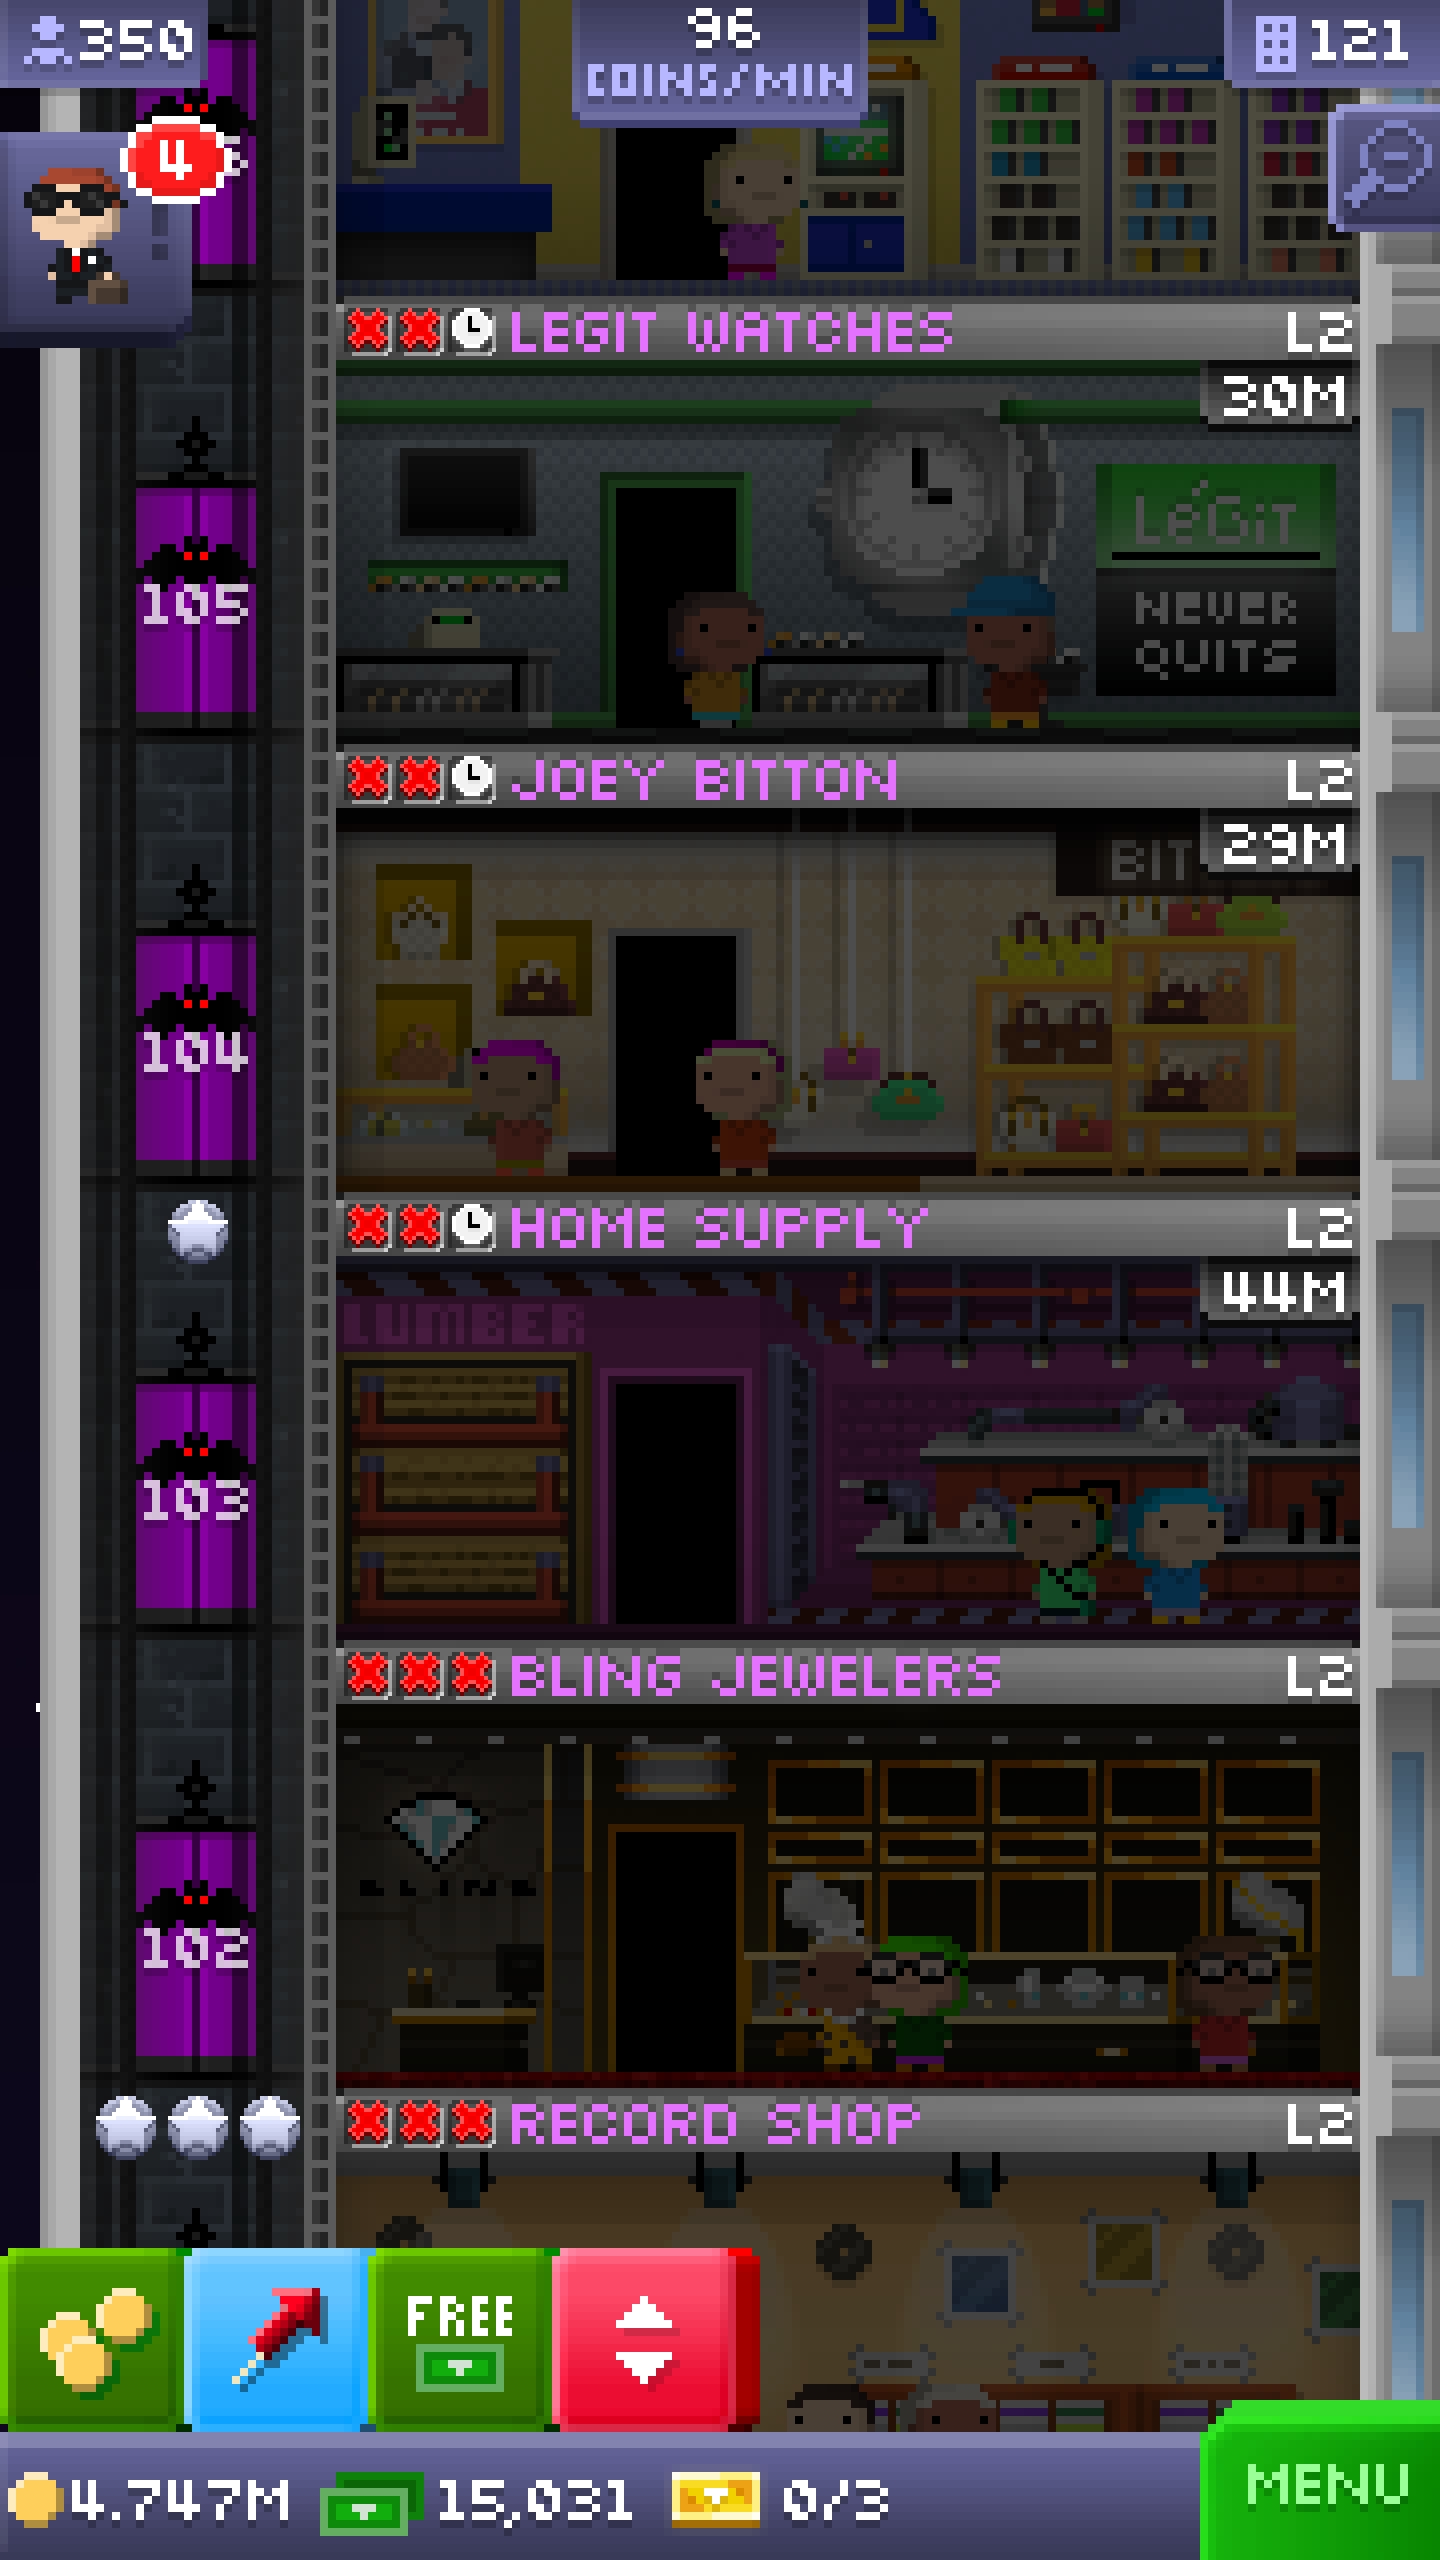 350
96
COINS/MIN
121
4
LEGIT WATCHES
L2
30M
LéGiT
NEVER
QUITS
105
JOEY BITTON
L2
29M
BIT
104
HOME SUPPLY
L2
44M
LUMBER
103
BLING JEWELERS
L2
BLING
102
RECORD SHOP
L2
FREE
4.747M
15,031
0/3
MENU